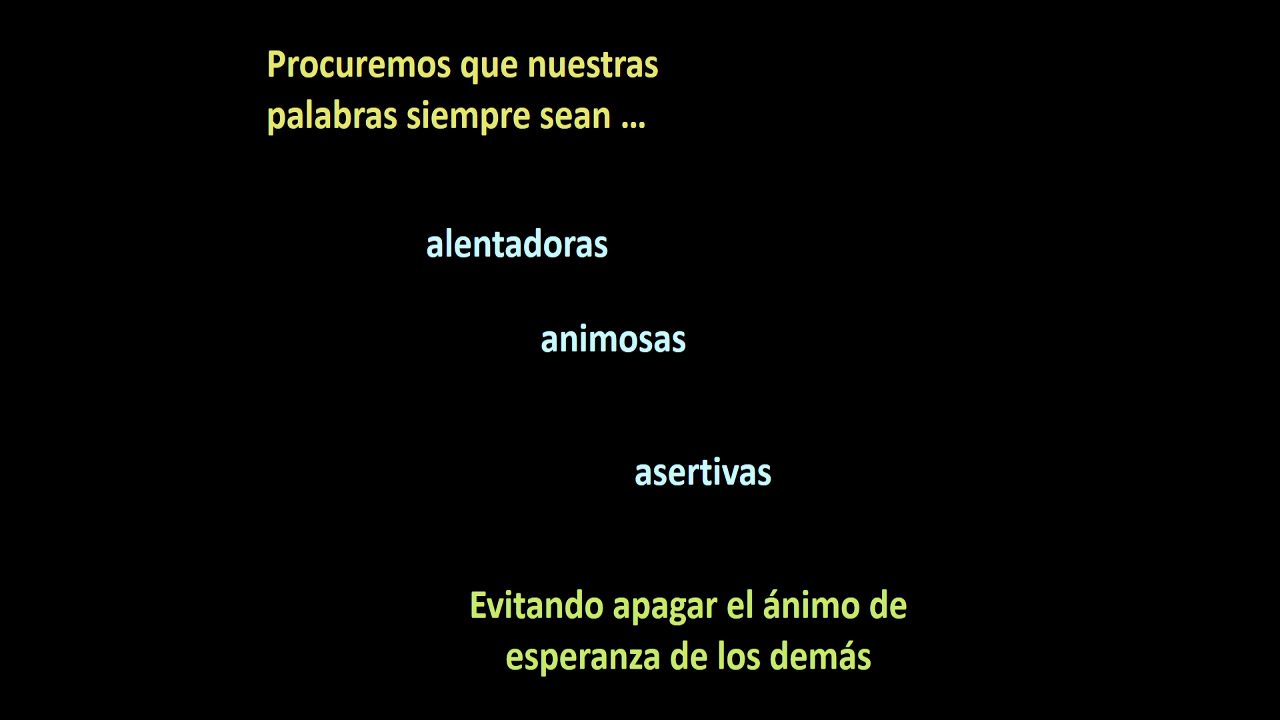 Procuremos que nuestras
palabras siempre sean ...
alentadoras
animosas
asertivas
Evitando apagar el ánimo de
esperanza de los demás